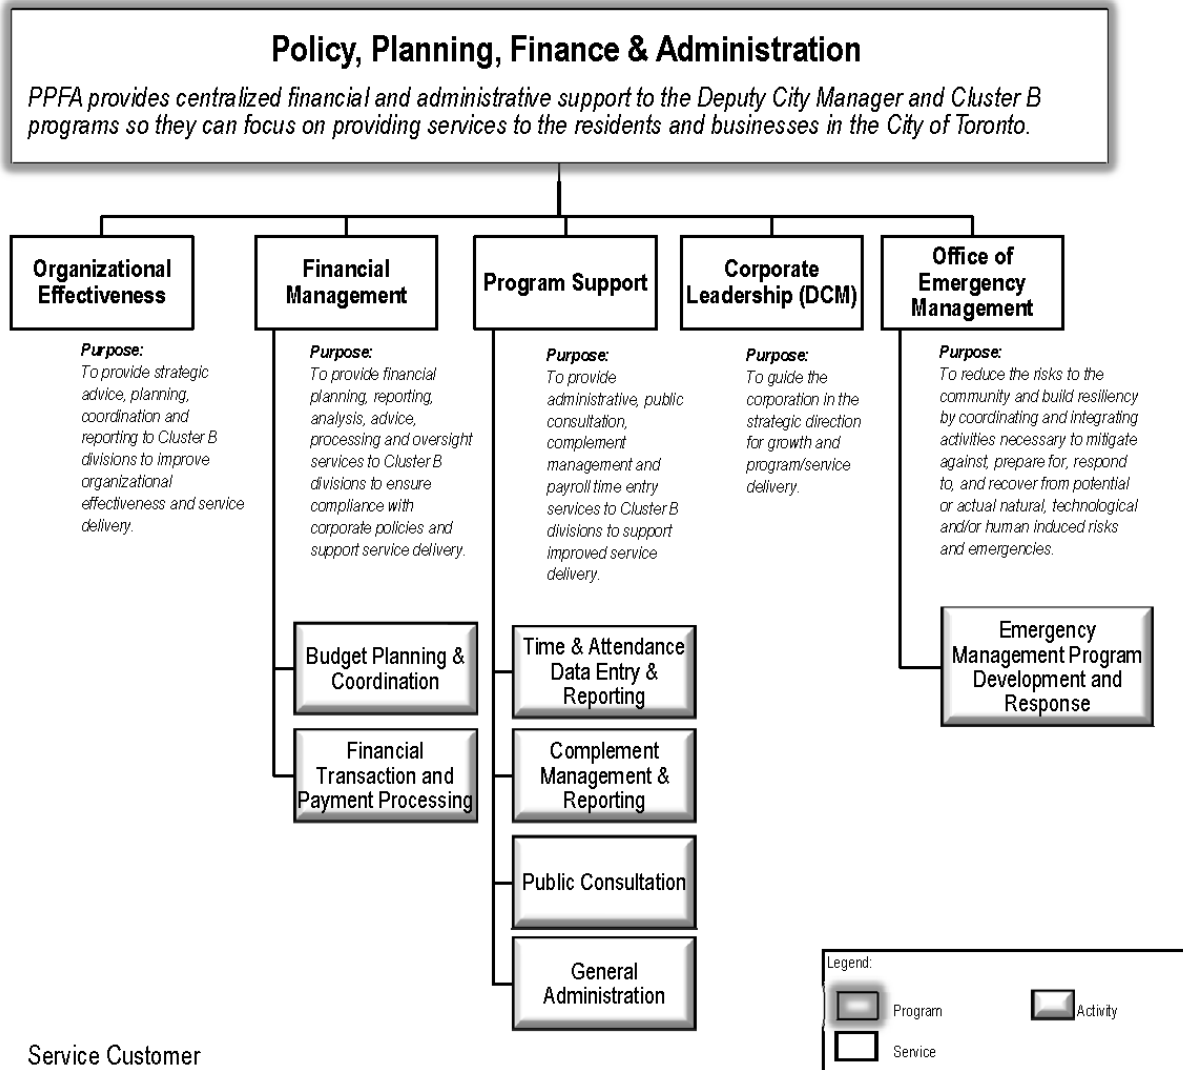 Policy, Planning, Finance & Administration
PPFA provides centralized financial and administrative support to the Deputy City Manager and Cluster B
programs so they can focus on providing services to the residents and businesses in the City of Toronto.
Organizational
Effectiveness
Purpose:
To provide strategic
advice, planning,
coordination and
reporting to Cluster B
divisions to improve
organizational
effectiveness and service
delivery.
Financial
Management
Purpose:
To provide financial
planning, reporting,
analysis, advice,
processing and oversight
services to Cluster B
divisions to ensure
compliance with
corporate policies and
support service delivery.
Budget Planning &
Coordination
Financial
Transaction and
Payment Processing
Program Support
Purpose:
To provide
administrative, public
consultation,
complement
management and
payroll time entry
services to Cluster B
divisions to support
improved service
delivery.
Time & Attendance
Data Entry &
Reporting
Complement
Management &
Reporting
Public Consultation
General
Administration
Corporate
Leadership (DCM)
Purpose:
To guide the
corporation in the
strategic direction
for growth and
program/service
delivery.
Office of
Emergency
Management
Purpose:
To reduce the risks to the
community and build resiliency
by coordinating and integrating
activities necessary to mitigate
against, prepare for, respond
to, and recover from potential
or actual natural, technological
and/or human induced risks
and emergencies.
Emergency
Management Program
Development and
Response
Legend:
Program
Activity
Service
Service Customer